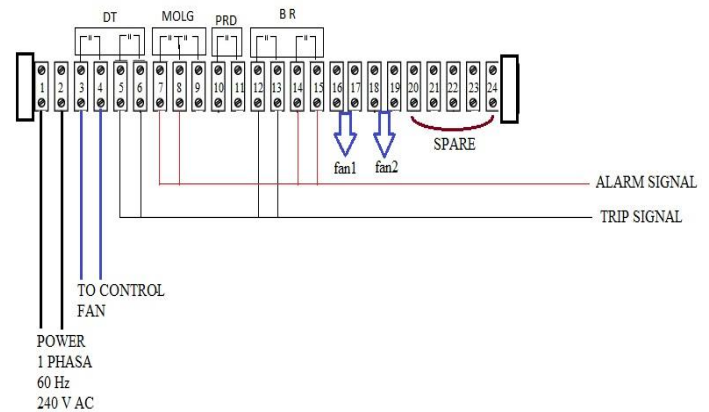 DT MOLG PRD B R
1 2 3 4 5 6 7 8 9 10 11 12 13 14 15 16 17 18 19 20 21 22 23 24
SPARE
fan1 fan2
ALARM SIGNAL
TRIP SIGNAL
TO CONTROL
FAN
POWER
1 PHASA
60 Hz
240 V AC